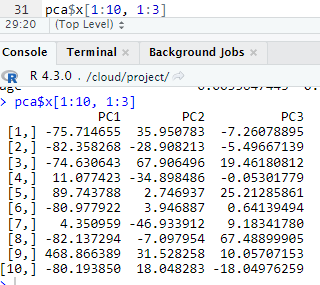 31 pca$x[1:10, 1:3]
29:20 (Top Level)
Console Terminal Background Jobs
R 4.3.0 . /cloud/project/
> pca$x[1:10, 1:3]
PC1 PC2 PC3
[1,] -75.714655 35.950783 -7.26078895
[2,] -82.358268 -28.908213 -5.49667139
[3,] -74.630643 67.906496 19.46180812
[4,] 11.077423 -34.898486 -0.05301779
[5,] 89.743788 2.746937 25.21285861
[6,] -80.977922 3.946887 0.64139494
[7,] 4.350959 -46.933912 9.18341780
[8,] -82.137294 -7.097954 67.48899905
[9,] 468.866389 31.528258 10.05707153
[10,] -80.193850 18.048283 -18.04976259
>